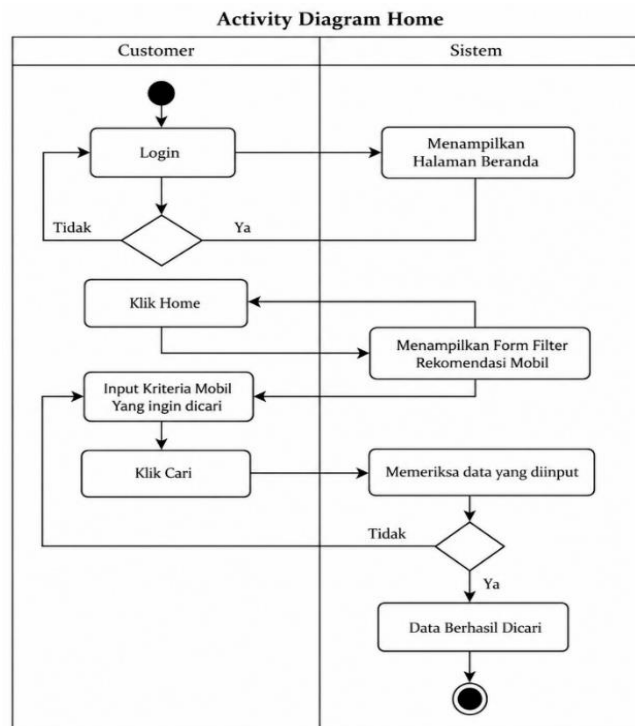 Activity Diagram Home
Customer
Sistem
Login
Menampilkan
Halaman Beranda
Tidak
Ya
Klik Home
Menampilkan Form Filter
Rekomendasi Mobil
Input Kriteria Mobil
Yang ingin dicari
Klik Cari
Memeriksa data yang diinput
Tidak
Ya
Data Berhasil Dicari